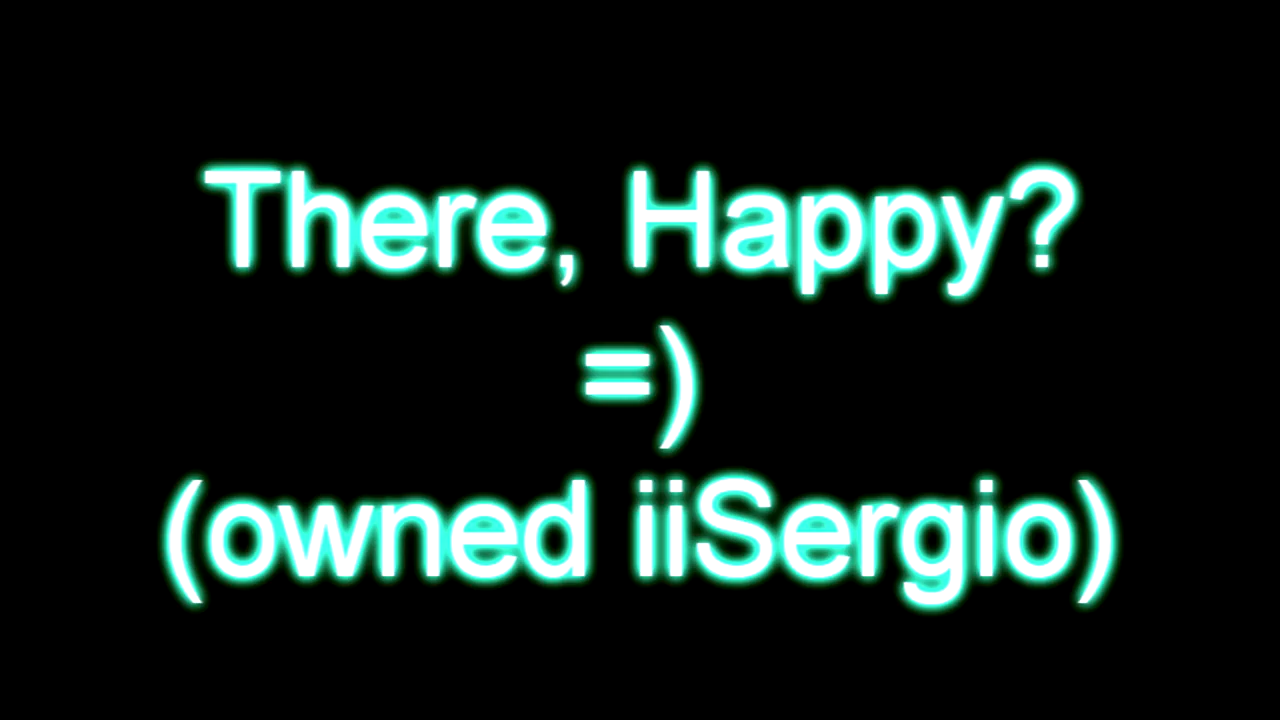 There, Happy?
=)
(owned iiSergio)